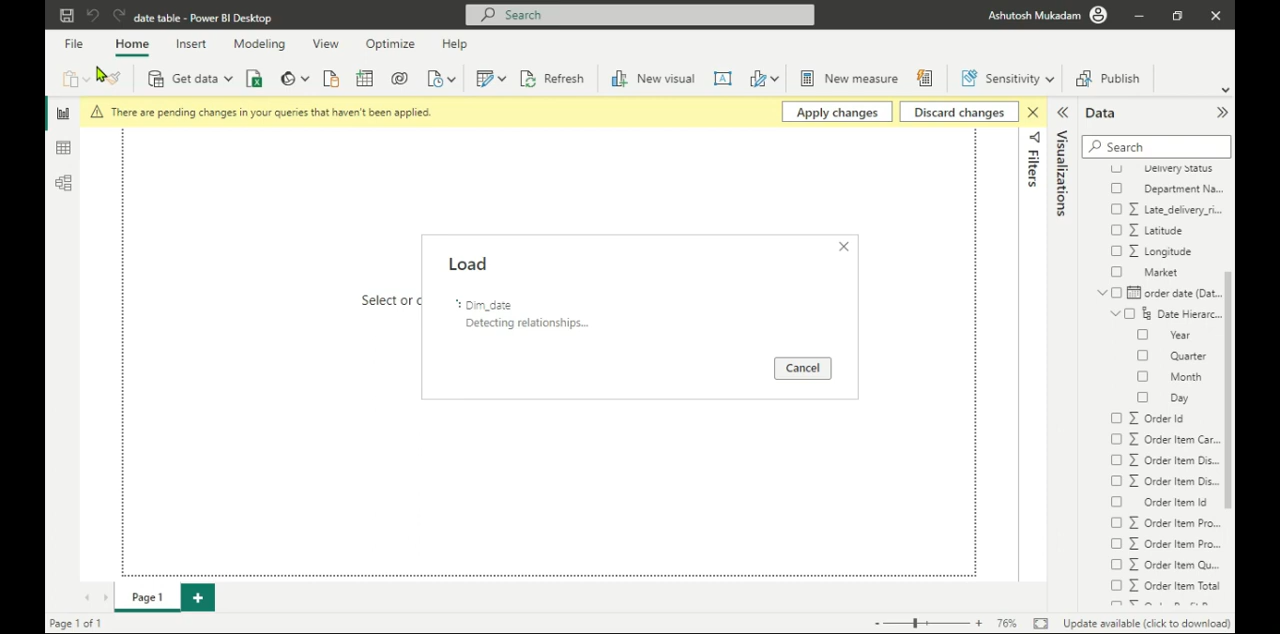 date table - Power BI Desktop
Search
Ashutosh Mukadam
File
Home
Insert
Modeling
View
Optimize
Help
Get data
Refresh
New visual
New measure
Sensitivity
Publish
There are pending changes in your queries that haven't been applied.
Apply changes
Discard changes
Data
Search
Filters
Visualizations
Delivery Status
Department Na...
Late_delivery_ri...
Latitude
Longitude
Market
order date (Dat...
Date Hierarc...
Year
Quarter
Month
Day
Order Id
Order Item Car...
Order Item Dis...
Order Item Dis...
Order Item Id
Order Item Pro...
Order Item Pro...
Order Item Qu...
Order Item Total
Select or
Load
Dim_date
Detecting relationships...
Cancel
Page 1
Page 1 of 1
- + 76%
Update available (click to download)